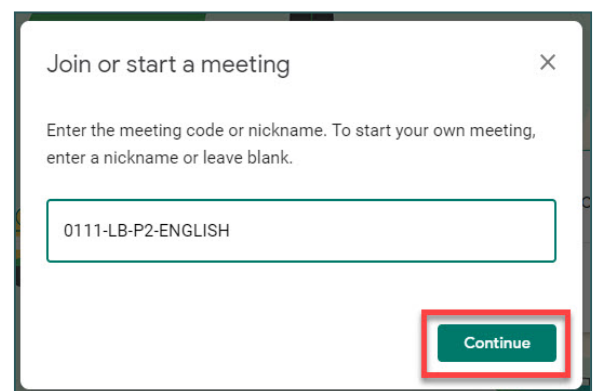 Join or start a meeting
Enter the meeting code or nickname. To start your own meeting,
enter a nickname or leave blank.
0111-LB-P2-ENGLISH
Continue